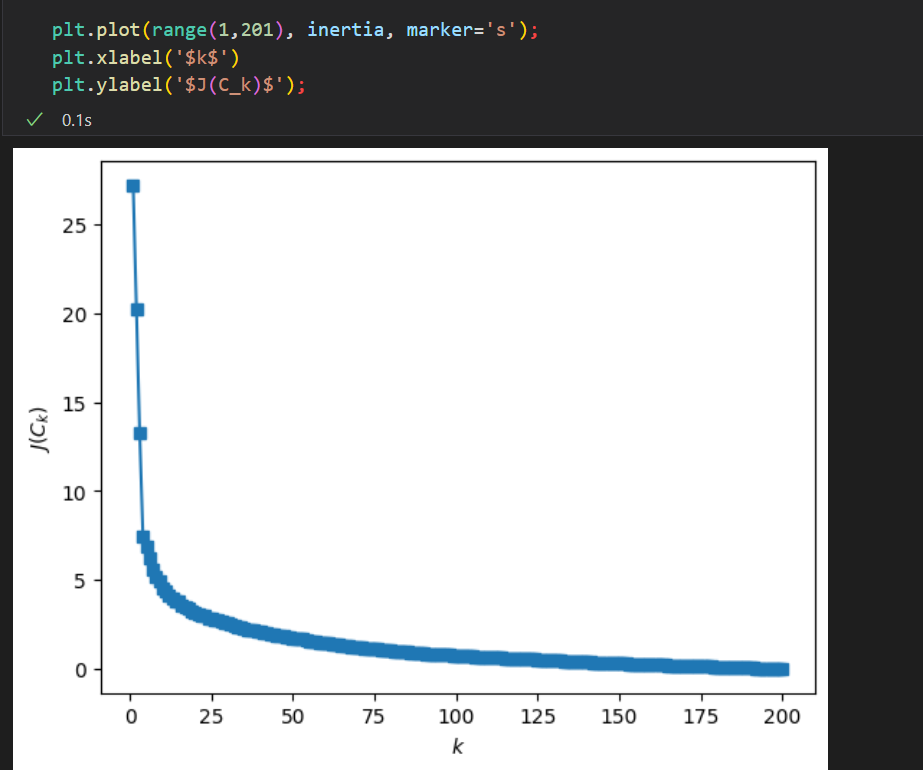 plt.plot(range(1,201), inertia, marker='s');
plt.xlabel('$k$')
plt.ylabel('$J(C_k)$');
0.1s
25
20
15
10
5
0
J(Cₖ)
0 25 50 75 100 125 150 175 200
k